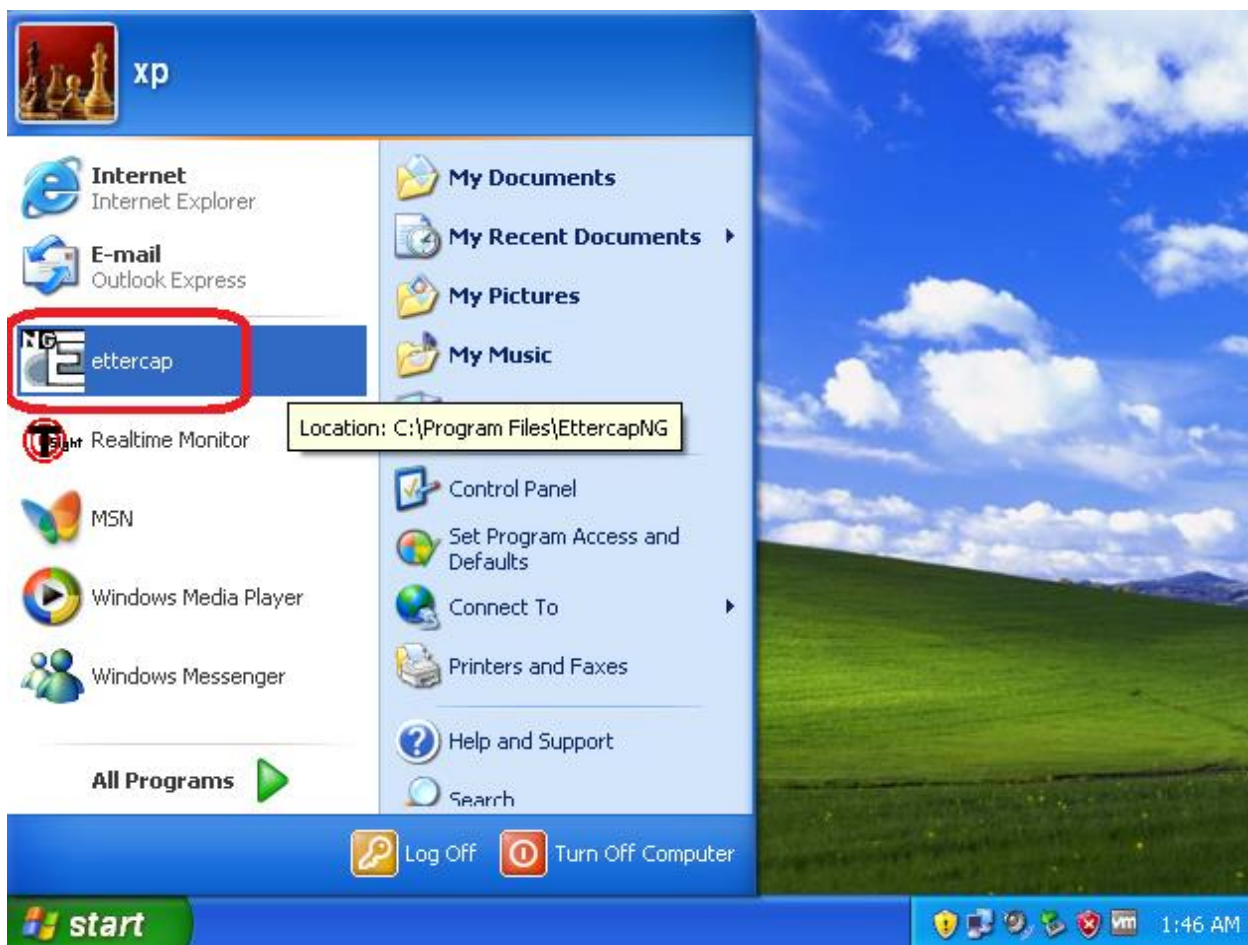 xp
Internet
Internet Explorer
E-mail
Outlook Express
NG
ettercap
Realtime Monitor
MSN
Windows Media Player
Windows Messenger
All Programs
My Documents
My Recent Documents
My Pictures
My Music
Location: C:\Program Files\EttercapNG
Control Panel
Set Program Access and
Defaults
Connect To
Printers and Faxes
Help and Support
Search
Log Off
Turn Off Computer
start
vm
1:46 AM